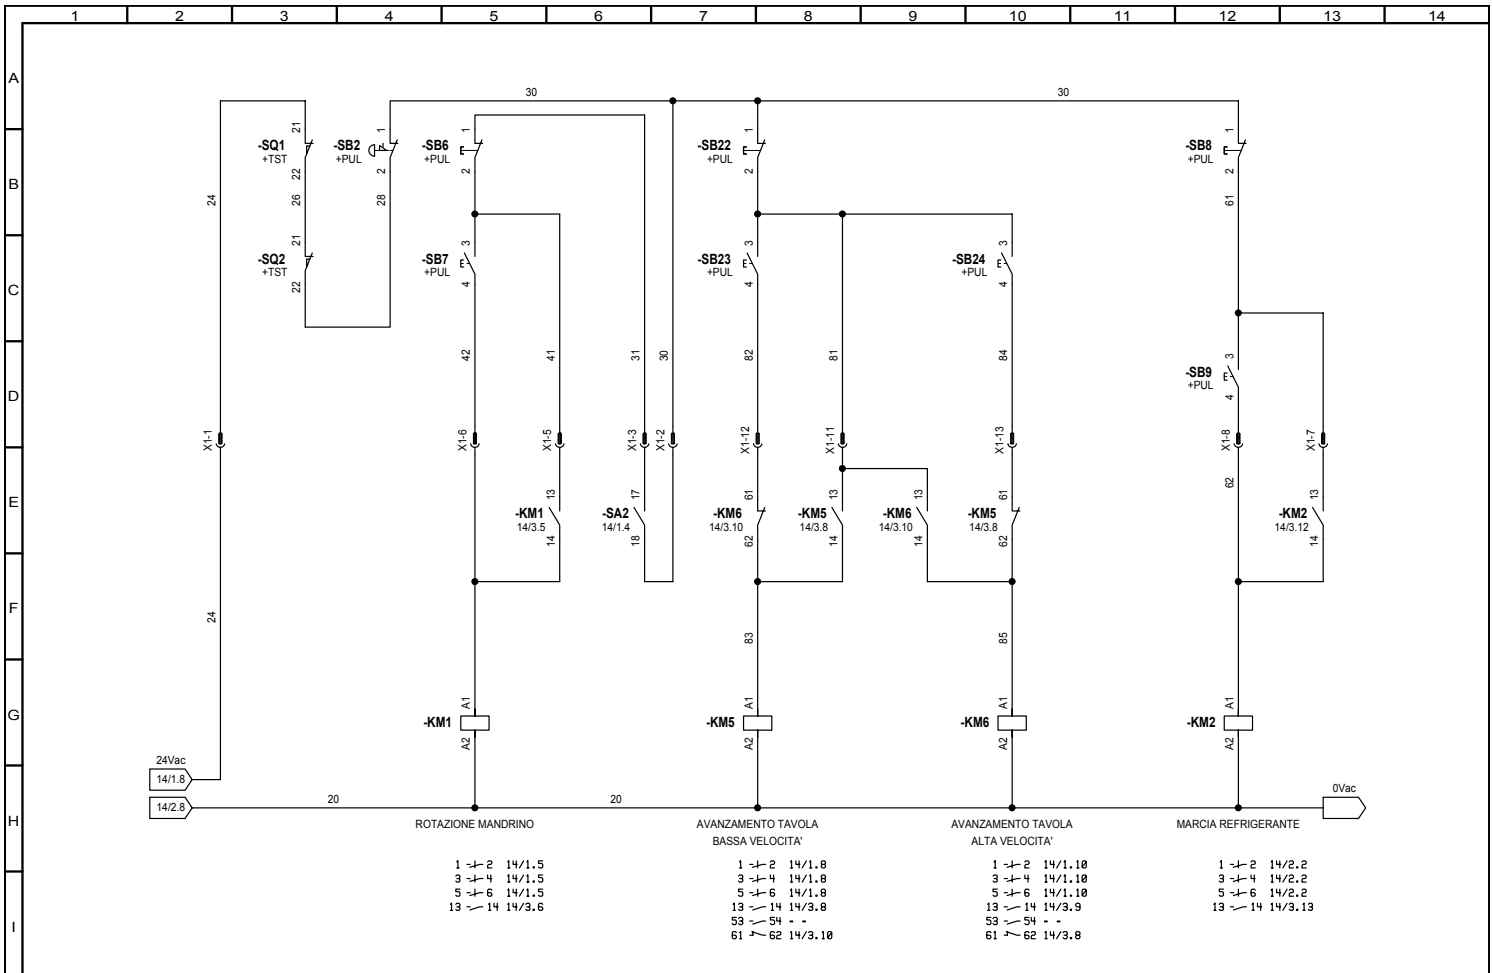 1 2 3 4 5 6 7 8 9 10 11 12 13 14
A
30 30
21 1 1 1 1
-SQ1 -SB2 -SB6 -SB22 -SB8
+TST +PUL +PUL +PUL +PUL
22 2 2 2 2
B
24 26 28 61
21 3 3 3
-SQ2 -SB7 -SB23 -SB24
+TST +PUL +PUL +PUL
22 4 4 4
C
42 41 31 30 82 81 84
3
-SB9
+PUL
4
D
X1-1 X1-6 X1-5 X1-3 X1-2 X1-12 X1-11 X1-13 X1-8 X1-7
62
E
13 17 61 13 13 61 13
-KM1 -SA2 -KM6 -KM5 -KM6 -KM5 -KM2
14/3.5 14/1.4 14/3.10 14/3.8 14/3.10 14/3.8 14/3.12
14 18 62 14 14 62 14
F
24 83 85
A1 A1 A1 A1
G
-KM1 -KM5 -KM6 -KM2
A2 A2 A2 A2
24Vac
14/1.8
0Vac
14/2.8 20 20
H
ROTAZIONE MANDRINO AVANZAMENTO TAVOLA AVANZAMENTO TAVOLA MARCIA REFRIGERANTE
BASSA VELOCITA' ALTA VELOCITA'
1 2 14/1.5 1 2 14/1.8 1 2 14/1.10 1 2 14/2.2
3 4 14/1.5 3 4 14/1.8 3 4 14/1.10 3 4 14/2.2
5 6 14/1.5 5 6 14/1.8 5 6 14/1.10 5 6 14/2.2
13 14 14/3.6 13 14 14/3.8 13 14 14/3.9 13 14 14/3.13
53 54 - - 53 54 - -
I
61 62 14/3.10 61 62 14/3.8